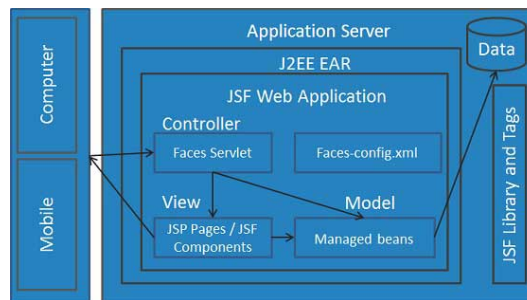 Computer
Mobile
Application Server
Data
J2EE EAR
JSF Web Application
Controller
Faces Servlet
Faces-config.xml
View
Model
JSP Pages / JSF
Components
Managed beans
JSF Library and Tags